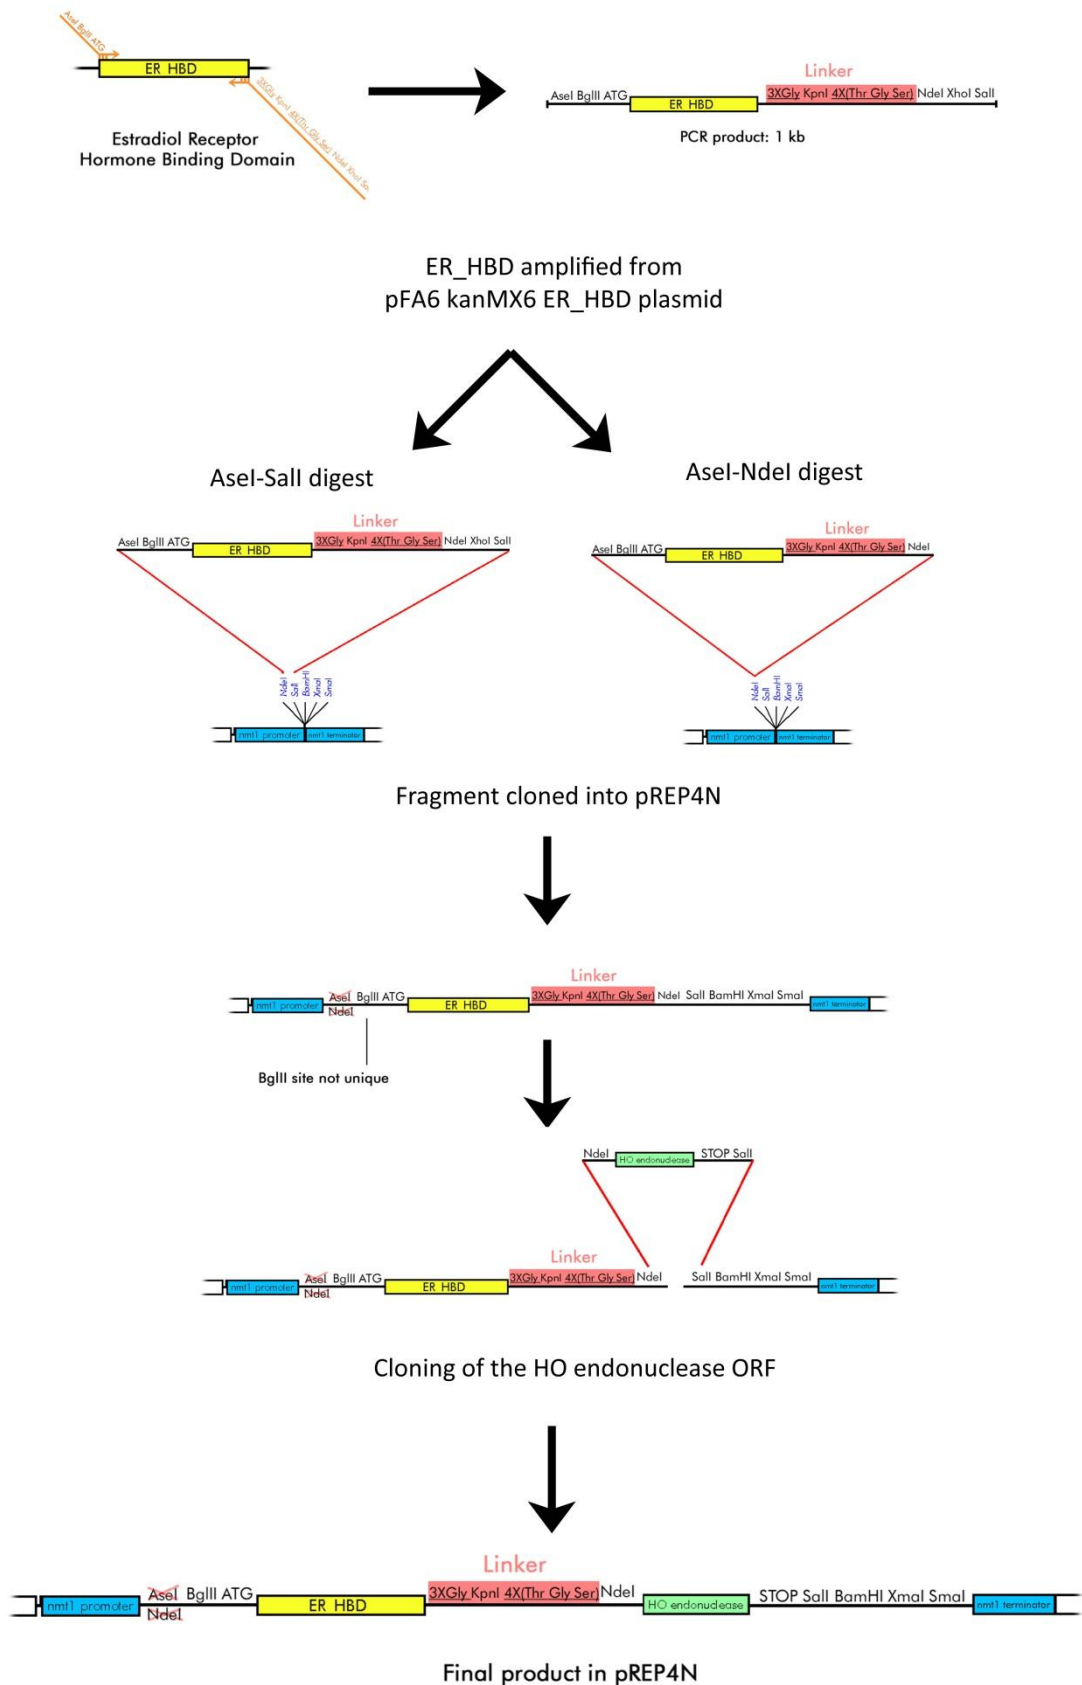 AseI BglII ATG
ER HBD
3XGly KpnI 4X(Thr Gly Ser) NdeI XhoI Sa
Estradiol Receptor
Hormone Binding Domain
Linker
AseI BglII ATG
3XGly KpnI 4X(Thr Gly Ser) NdeI XhoI SalI
ER HBD
PCR product: 1 kb
ER_HBD amplified from
pFA6 kanMX6 ER_HBD plasmid
AseI-SalI digest
Linker
AseI BglII ATG
3XGly KpnI 4X(Thr Gly Ser) NdeI XhoI SalI
ER HBD
NdeI
SalI
BamHI
XmaI
SmaI
nmt1 promoter
nmt1 terminator
AseI-NdeI digest
Linker
AseI BglII ATG
3XGly KpnI 4X(Thr Gly Ser) NdeI
ER HBD
NdeI
SalI
BamHI
XmaI
SmaI
nmt1 promoter
nmt1 terminator
Fragment cloned into pREP4N
Linker
AseI BglII ATG
3XGly KpnI 4X(Thr Gly Ser) NdeI SalI BamHI XmaI SmaI
nmt1 promoter
NdeI
ER HBD
nmt1 terminator
BglII site not unique
NdeI
HO endonuclease
STOP SalI
Linker
AseI BglII ATG
3XGly KpnI 4X(Thr Gly Ser) NdeI
SalI BamHI XmaI SmaI
nmt1 promoter
NdeI
ER HBD
nmt1 terminator
Cloning of the HO endonuclease ORF
Linker
AseI BglII ATG
3XGly KpnI 4X(Thr Gly Ser) NdeI
STOP SalI BamHI XmaI SmaI
nmt1 promoter
NdeI
ER HBD
HO endonuclease
nmt1 terminator
Final product in pREP4N